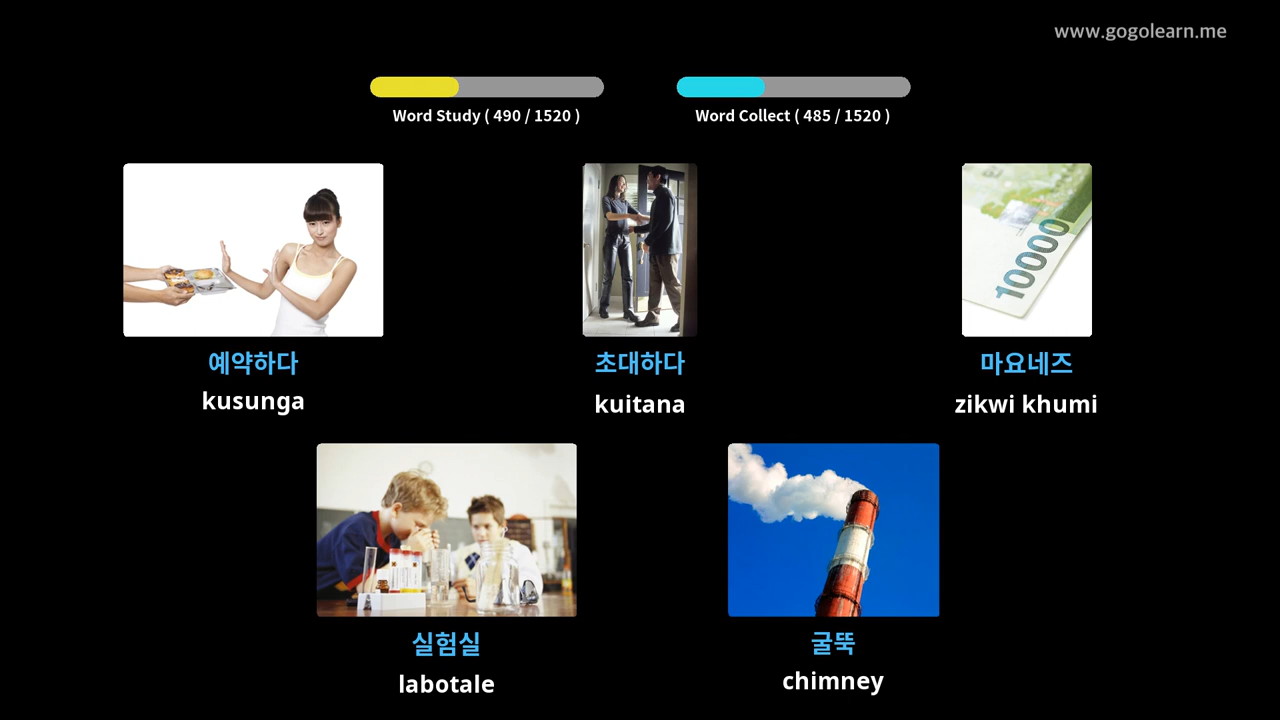 www.gogolearn.me
Word Study ( 490 / 1520 )
Word Collect ( 485 / 1520 )
예약하다
kusunga
초대하다
kuitana
10000
마요네즈
zikwi khumi
실험실
labotale
굴뚝
chimney